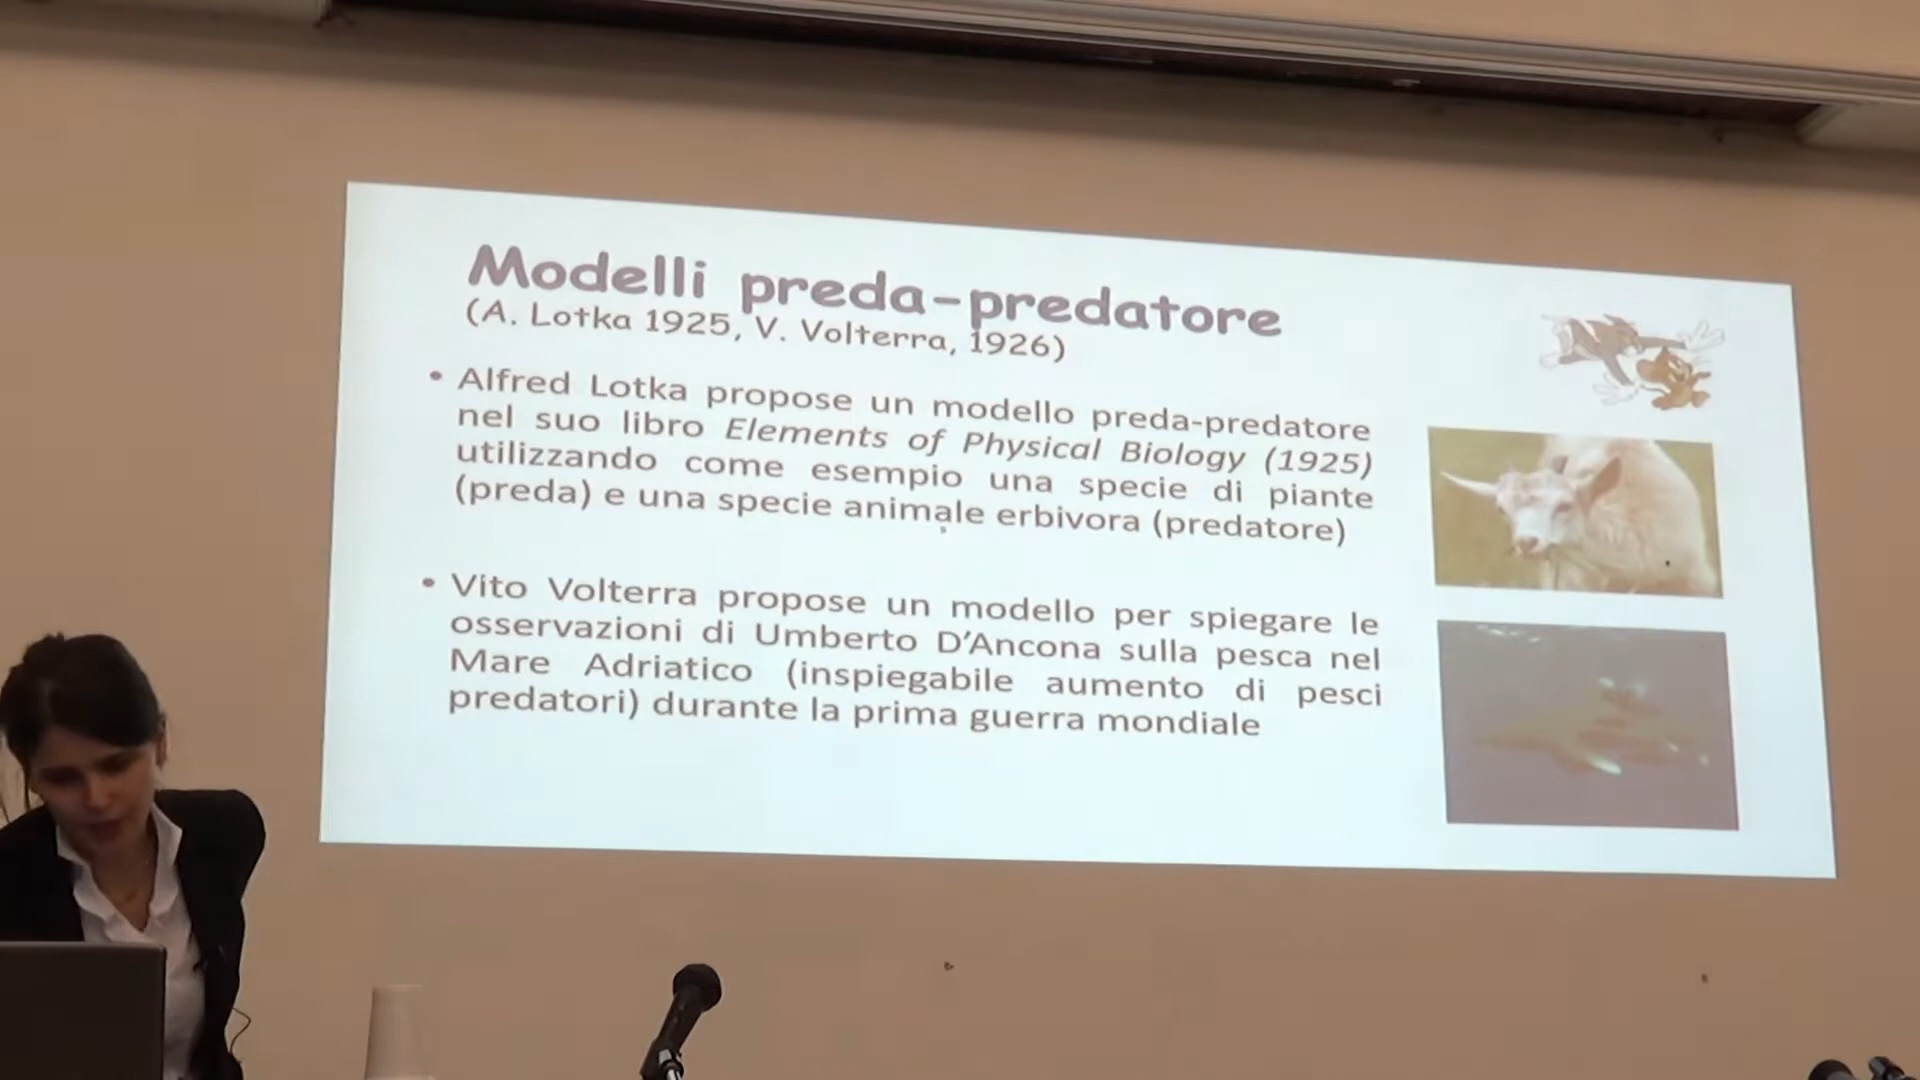 Modelli preda-predatore
(A. Lotka 1925, V. Volterra, 1926)
• Alfred Lotka propose un modello preda-predatore
nel suo libro Elements of Physical Biology (1925)
utilizzando come esempio una specie di piante
(preda) e una specie animale erbivora (predatore)
• Vito Volterra propose un modello per spiegare le
osservazioni di Umberto D'Ancona sulla pesca nel
Mare Adriatico (inspiegabile aumento di pesci
predatori) durante la prima guerra mondiale